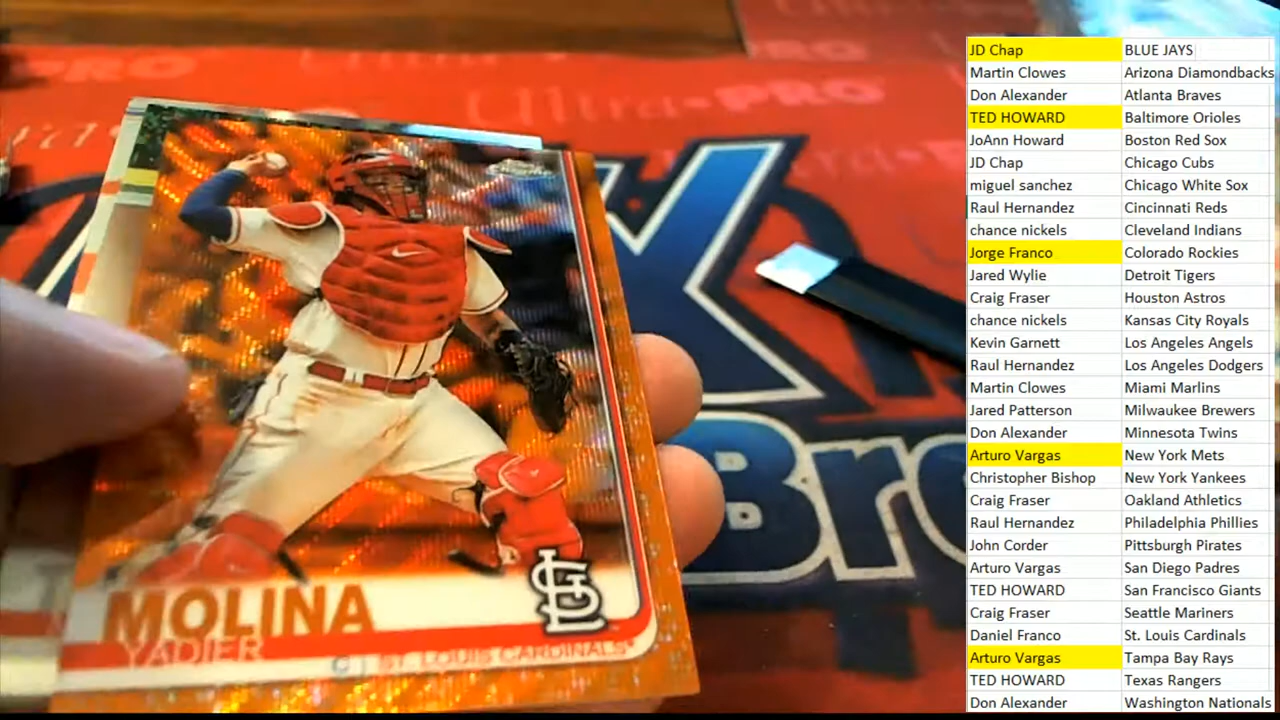 Ultra•PRO
Chrome
MOLINA
YADIER
C | ST. LOUIS CARDINALS
Bro
JD Chap BLUE JAYS
Martin Clowes Arizona Diamondbacks
Don Alexander Atlanta Braves
TED HOWARD Baltimore Orioles
JoAnn Howard Boston Red Sox
JD Chap Chicago Cubs
miguel sanchez Chicago White Sox
Raul Hernandez Cincinnati Reds
chance nickels Cleveland Indians
Jorge Franco Colorado Rockies
Jared Wylie Detroit Tigers
Craig Fraser Houston Astros
chance nickels Kansas City Royals
Kevin Garnett Los Angeles Angels
Raul Hernandez Los Angeles Dodgers
Martin Clowes Miami Marlins
Jared Patterson Milwaukee Brewers
Don Alexander Minnesota Twins
Arturo Vargas New York Mets
Christopher Bishop New York Yankees
Craig Fraser Oakland Athletics
Raul Hernandez Philadelphia Phillies
John Corder Pittsburgh Pirates
Arturo Vargas San Diego Padres
TED HOWARD San Francisco Giants
Craig Fraser Seattle Mariners
Daniel Franco St. Louis Cardinals
Arturo Vargas Tampa Bay Rays
TED HOWARD Texas Rangers
Don Alexander Washington Nationals